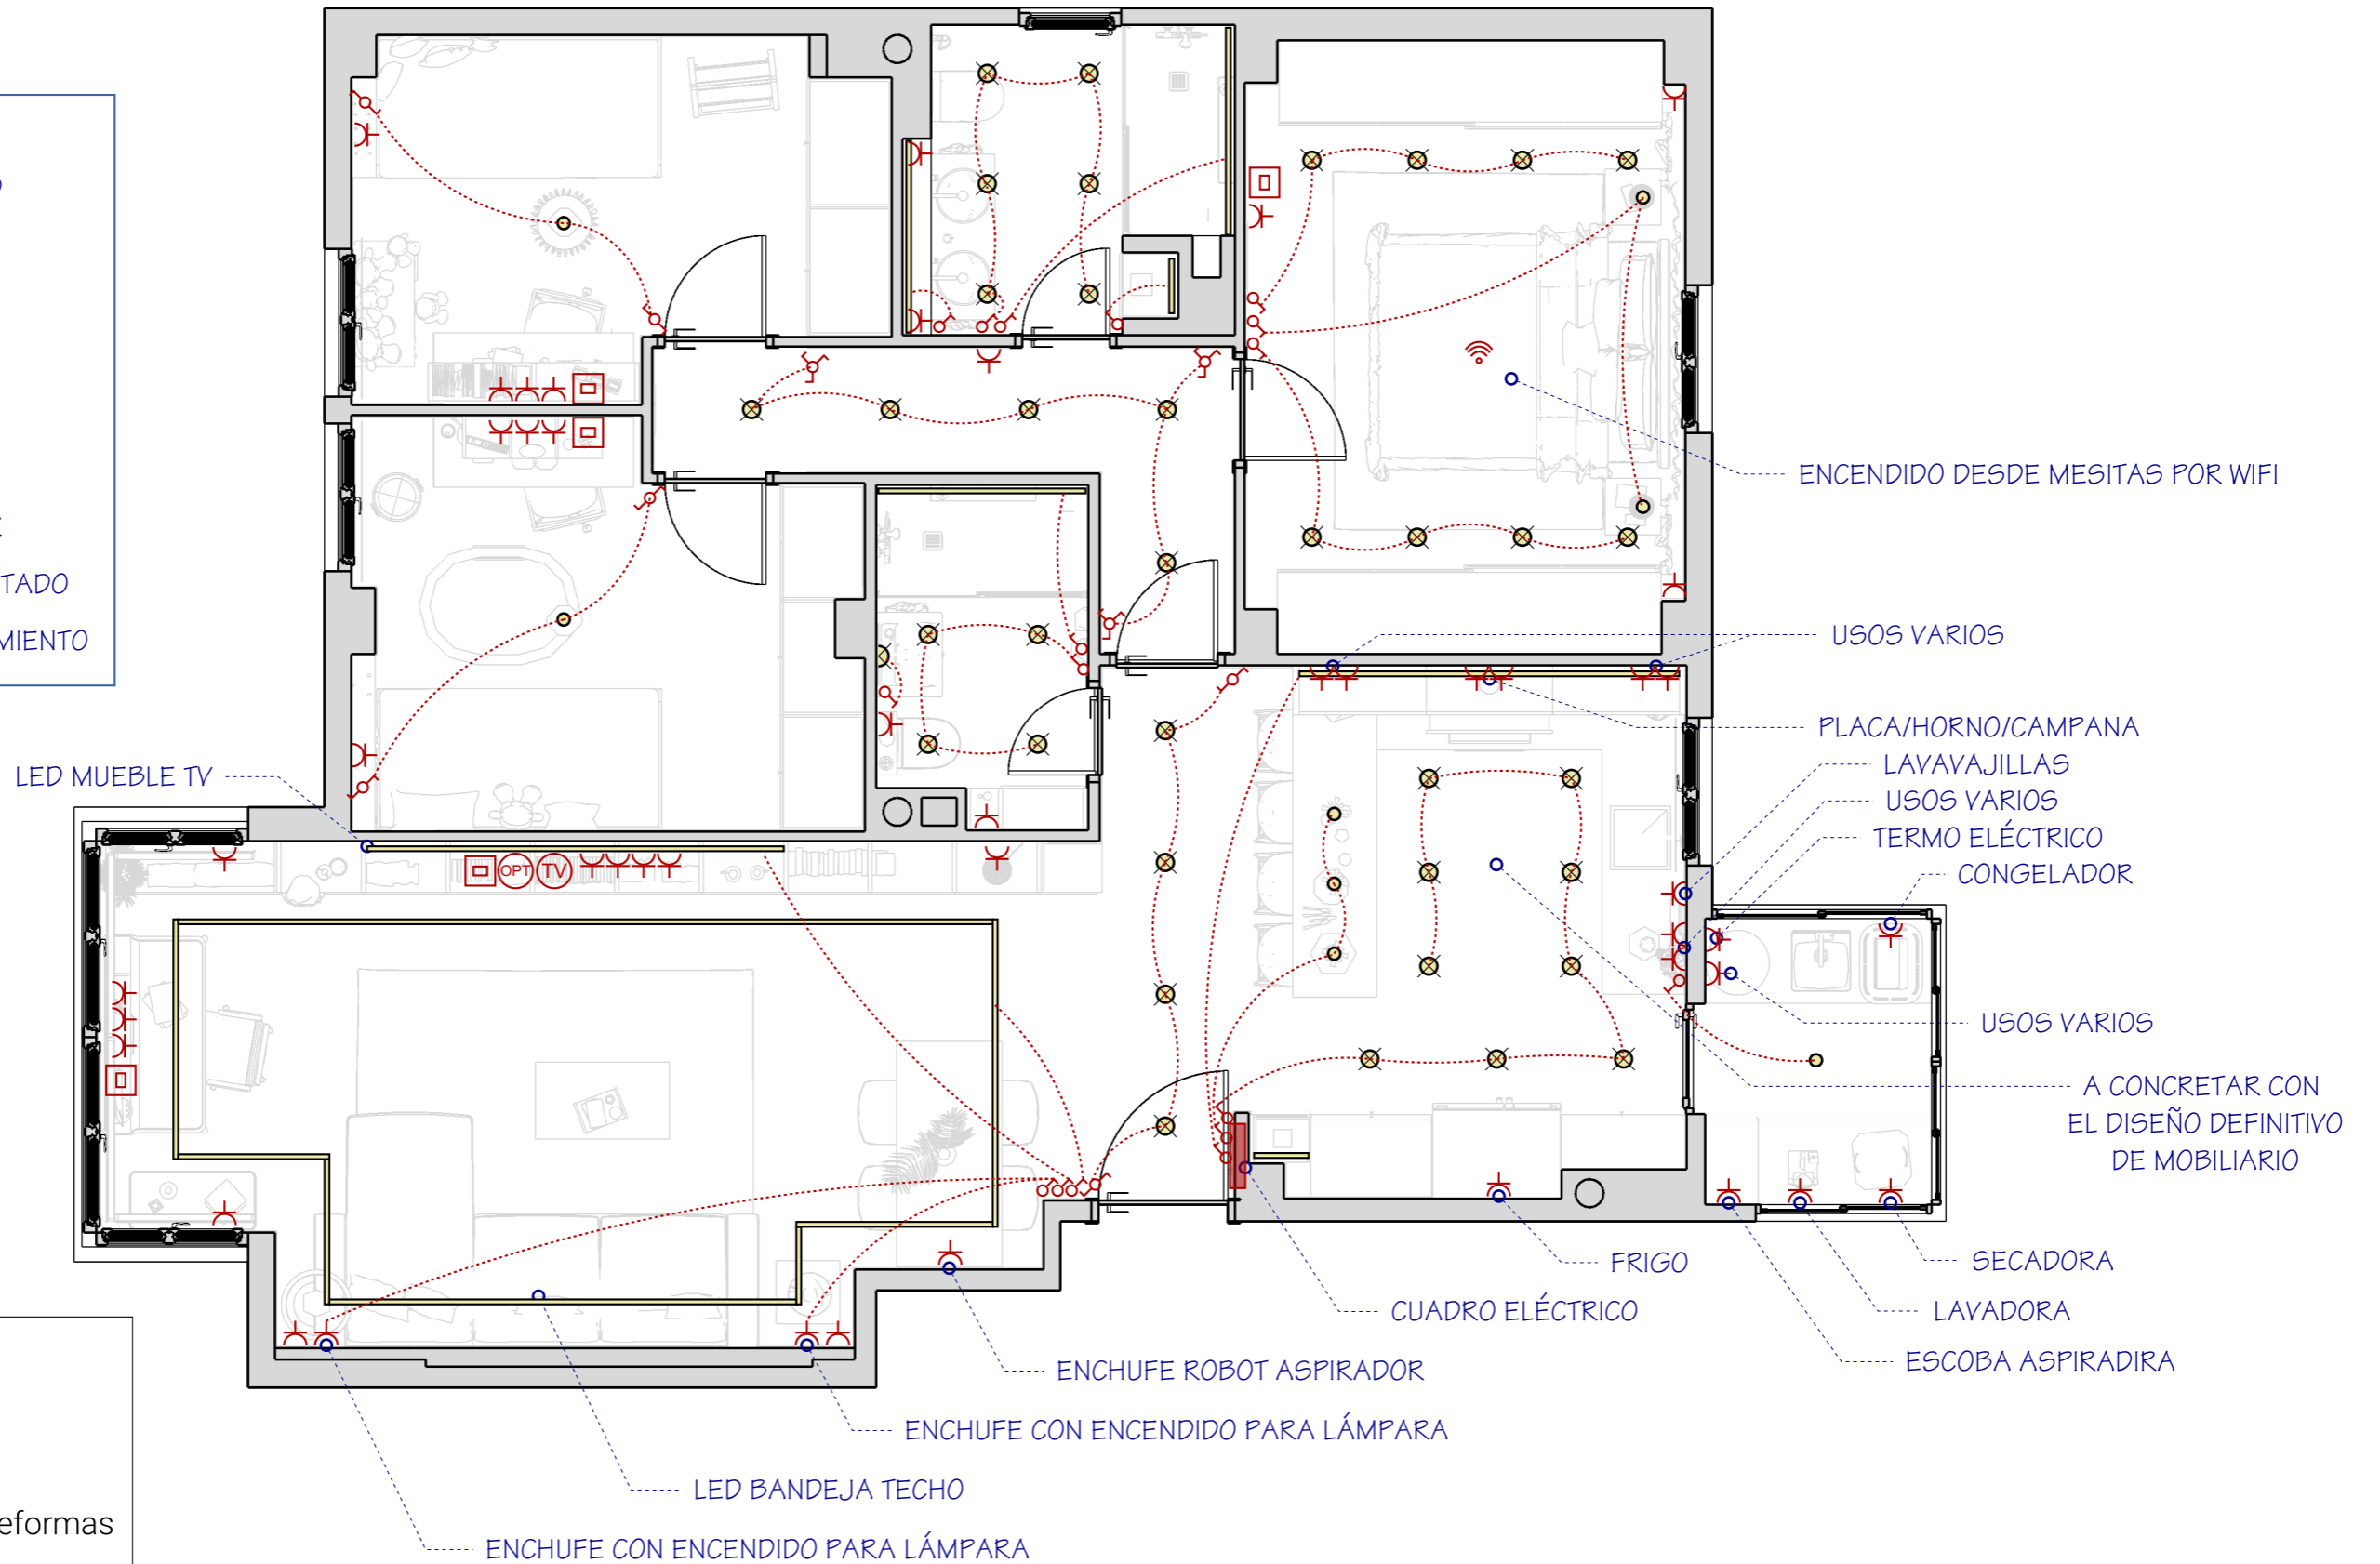 TADO
MIENTO
ENCENDIDO DESDE MESITAS POR WIFI
USOS VARIOS
PLACA/HORNO/CAMPANA
LAVAVAJILLAS
LED MUEBLE TV
USOS VARIOS
TERMO ELÉCTRICO
CONGELADOR
OPT
TV
USOS VARIOS
A CONCRETAR CON
EL DISEÑO DEFINITIVO
DE MOBILIARIO
FRIGO
SECADORA
CUADRO ELÉCTRICO
LAVADORA
ESCOBA ASPIRADIRA
ENCHUFE ROBOT ASPIRADOR
ENCHUFE CON ENCENDIDO PARA LÁMPARA
LED BANDEJA TECHO
eformas
ENCHUFE CON ENCENDIDO PARA LÁMPARA